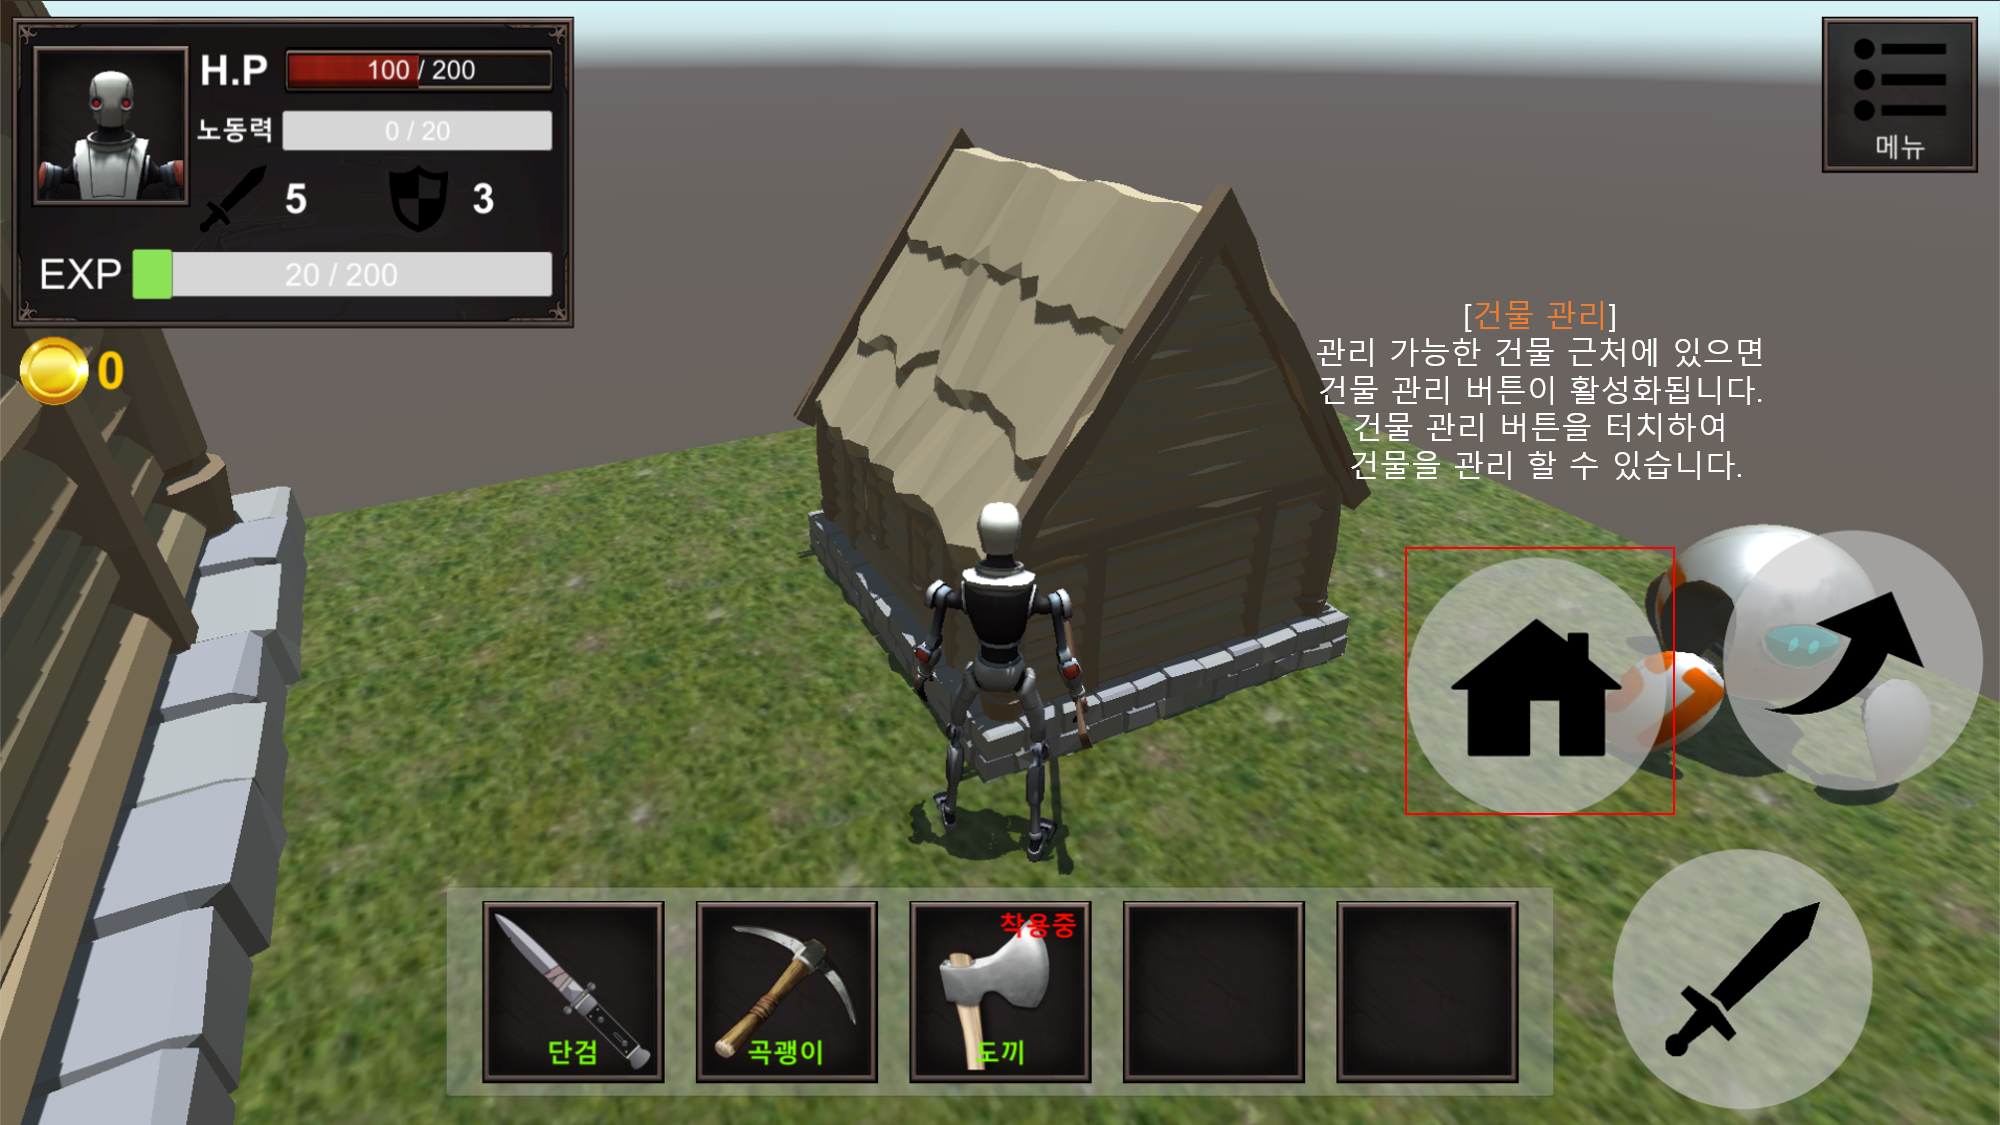 H.P 100 / 200
노동력 0 / 20
5 3
EXP 20 / 200
0
메뉴
[건물 관리]
관리 가능한 건물 근처에 있으면
건물 관리 버튼이 활성화됩니다.
건물 관리 버튼을 터치하여
건물을 관리 할 수 있습니다.
착용중
단검 곡괭이 도끼